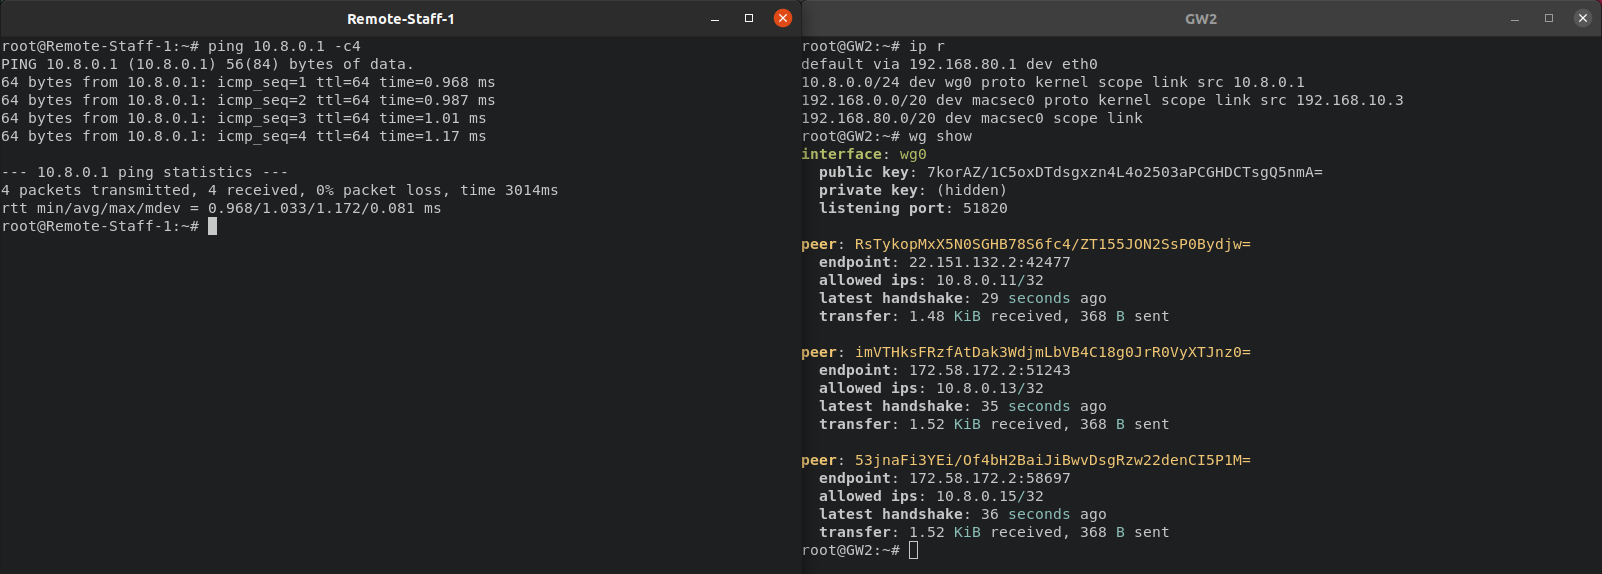 Remote-Staff-1
root@Remote-Staff-1:~# ping 10.8.0.1 -c4
PING 10.8.0.1 (10.8.0.1) 56(84) bytes of data.
64 bytes from 10.8.0.1: icmp_seq=1 ttl=64 time=0.968 ms
64 bytes from 10.8.0.1: icmp_seq=2 ttl=64 time=0.987 ms
64 bytes from 10.8.0.1: icmp_seq=3 ttl=64 time=1.01 ms
64 bytes from 10.8.0.1: icmp_seq=4 ttl=64 time=1.17 ms
--- 10.8.0.1 ping statistics ---
4 packets transmitted, 4 received, 0% packet loss, time 3014ms
rtt min/avg/max/mdev = 0.968/1.033/1.172/0.081 ms
root@Remote-Staff-1:~#
GW2
root@GW2:~# ip r
default via 192.168.80.1 dev eth0
10.8.0.0/24 dev wg0 proto kernel scope link src 10.8.0.1
192.168.0.0/20 dev macsec0 proto kernel scope link src 192.168.10.3
192.168.80.0/20 dev macsec0 scope link
root@GW2:~# wg show
interface: wg0
  public key: 7korAZ/1C5oxDTdsgxzn4L4o2503aPCGHDCTsgQ5nmA=
  private key: (hidden)
  listening port: 51820
peer: RsTykopMxX5N0SGHB78S6fc4/ZT155JON2SsP0Bydjw=
  endpoint: 22.151.132.2:42477
  allowed ips: 10.8.0.11/32
  latest handshake: 29 seconds ago
  transfer: 1.48 KiB received, 368 B sent
peer: imVTHksFRzfAtDak3WdjmLbVB4C18g0JrR0VyXTJnz0=
  endpoint: 172.58.172.2:51243
  allowed ips: 10.8.0.13/32
  latest handshake: 35 seconds ago
  transfer: 1.52 KiB received, 368 B sent
peer: 53jnaFi3YEi/Of4bH2BaiJiBwvDsgRzw22denCI5P1M=
  endpoint: 172.58.172.2:58697
  allowed ips: 10.8.0.15/32
  latest handshake: 36 seconds ago
  transfer: 1.52 KiB received, 368 B sent
root@GW2:~#